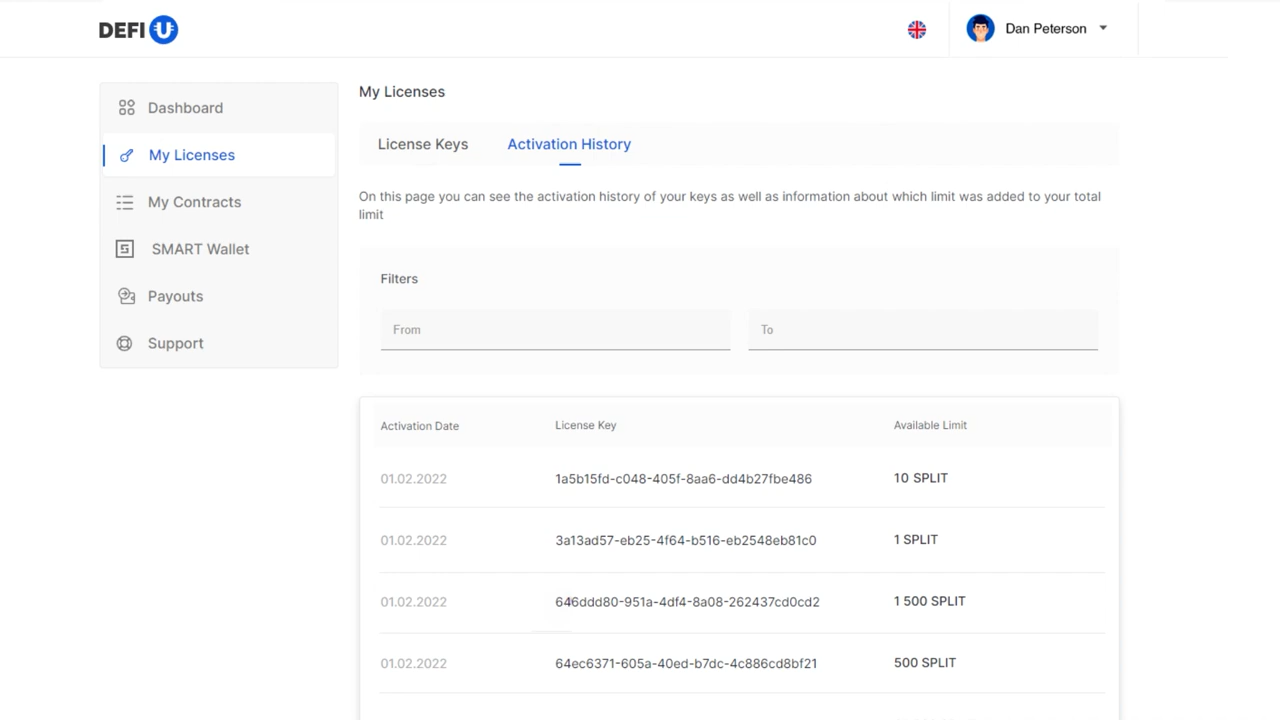 DEFI U
Dan Peterson
Dashboard
My Licenses
My Contracts
SMART Wallet
Payouts
Support
My Licenses
License Keys Activation History
On this page you can see the activation history of your keys as well as information about which limit was added to your total
limit
Filters
From To
Activation Date License Key Available Limit
01.02.2022 1a5b15fd-c048-405f-8aa6-dd4b27fbe486 10 SPLIT
01.02.2022 3a13ad57-eb25-4f64-b516-eb2548eb81c0 1 SPLIT
01.02.2022 646ddd80-951a-4df4-8a08-262437cd0cd2 1 500 SPLIT
01.02.2022 64ec6371-605a-40ed-b7dc-4c886cd8bf21 500 SPLIT